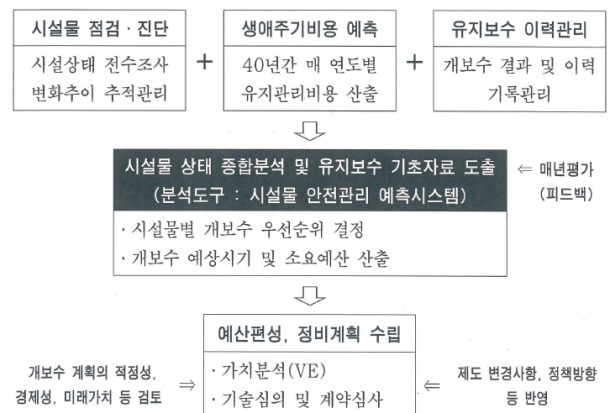 시설물 점검·진단
시설상태 전수조사
변화추이 추적관리
+
생애주기비용 예측
40년간 매 연도별
유지관리비용 산출
+
유지보수 이력관리
개보수 결과 및 이력
기록관리
시설물 상태 종합분석 및 유지보수 기초자료 도출
(분석도구 : 시설물 안전관리 예측시스템)
⇐ 매년평가
(피드백)
· 시설물별 개보수 우선순위 결정
· 개보수 예상시기 및 소요예산 산출
예산편성, 정비계획 수립
· 가치분석(VE)
· 기술심의 및 계약심사
개보수 계획의 적정성,
경제성, 미래가치 등 검토
⇒
⇐
제도 변경사항, 정책방향
등 반영